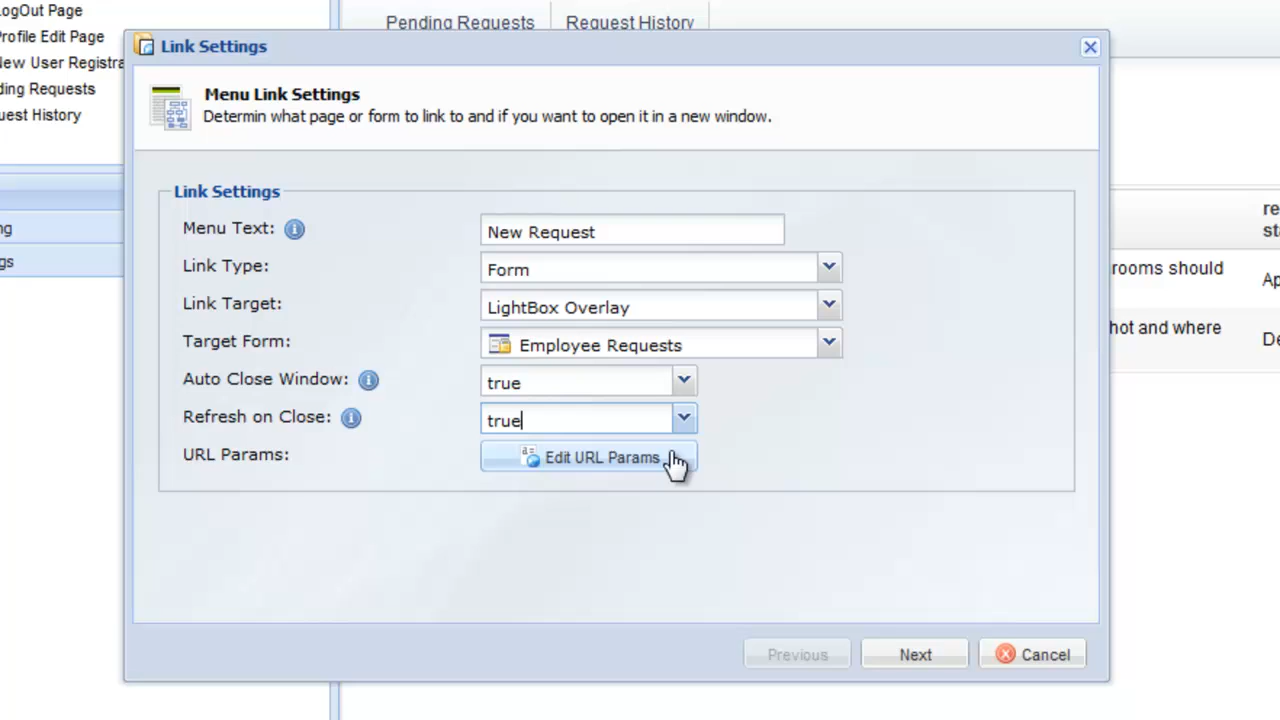 LogOut Page
Profile Edit Page
New User Registra
ding Requests
uest History
ng
gs
Pending Requests
Request History
Link Settings
Menu Link Settings
Determin what page or form to link to and if you want to open it in a new window.
Link Settings
Menu Text:
New Request
Link Type:
Form
Link Target:
LightBox Overlay
Target Form:
Employee Requests
Auto Close Window:
true
Refresh on Close:
true
URL Params:
Edit URL Params
Previous
Next
Cancel
re
sta
rooms should
Ap
hot and where
De